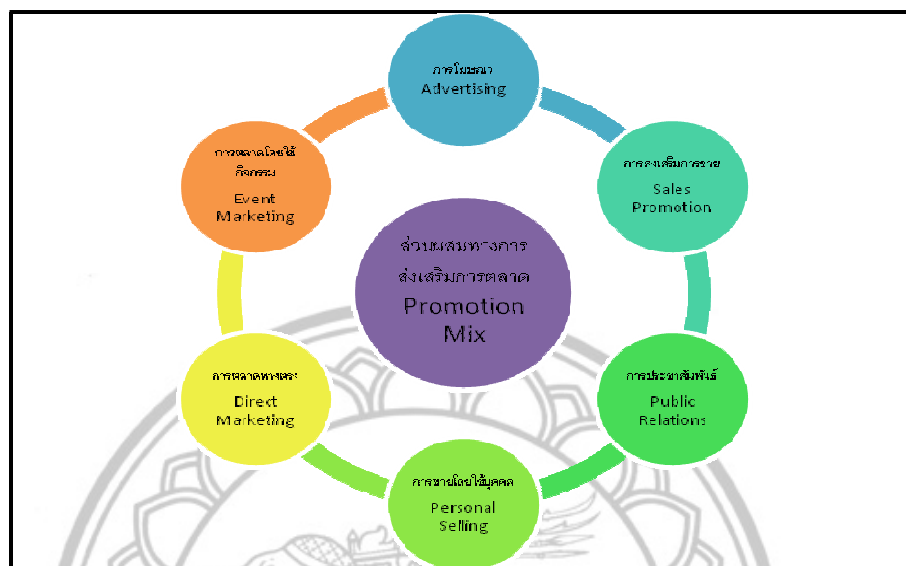 การโฆษณา
Advertising
การส่งเสริมการขาย
Sales
Promotion
การประชาสัมพันธ์
Public
Relations
การขายโดยใช้บุคคล
Personal
Selling
การตลาดทางตรง
Direct
Marketing
การตลาดโดยใช้
กิจกรรม
Event
Marketing
ส่วนผสมทางการ
ส่งเสริมการตลาด
Promotion
Mix